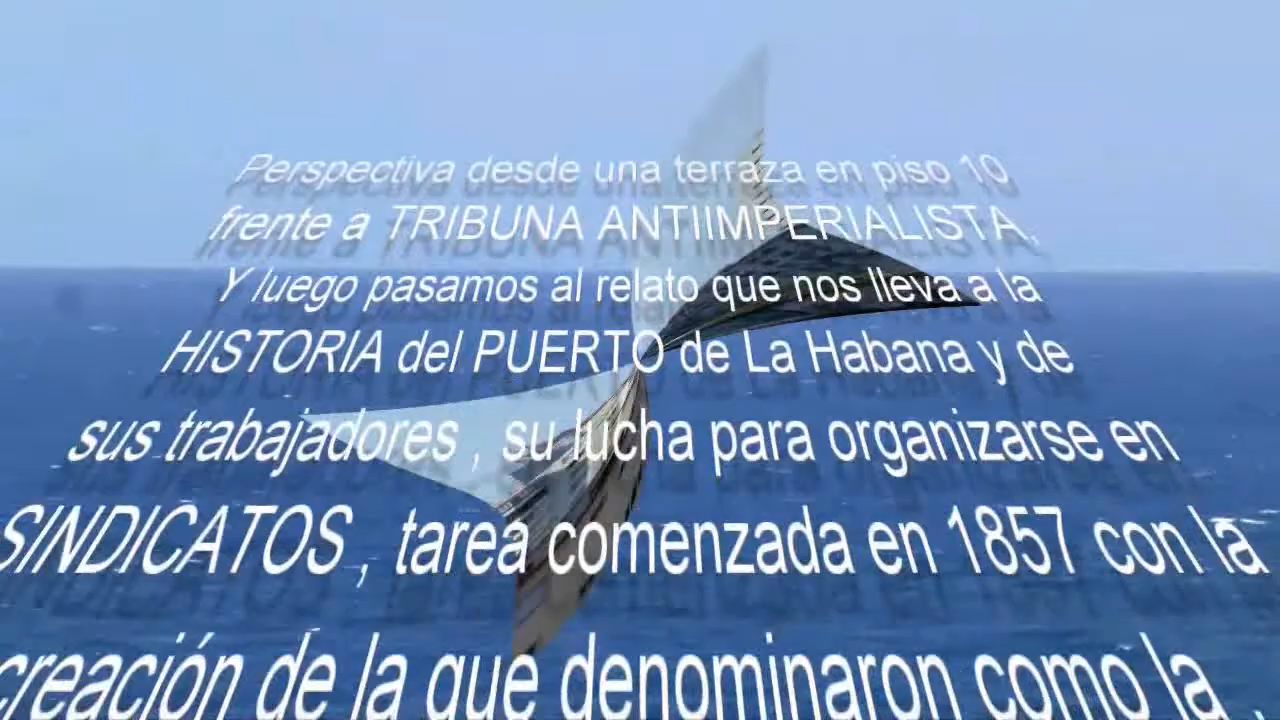 Perspectiva desde una terraza en piso 10
frente a TRIBUNA ANTIIMPERIALISTA.
Y luego pasamos al relato que nos lleva a la
HISTORIA del PUERTO de La Habana y de
sus trabajadores , su lucha para organizarse en
SINDICATOS , tarea comenzada en 1857 con la
creación de la que denominaron como la